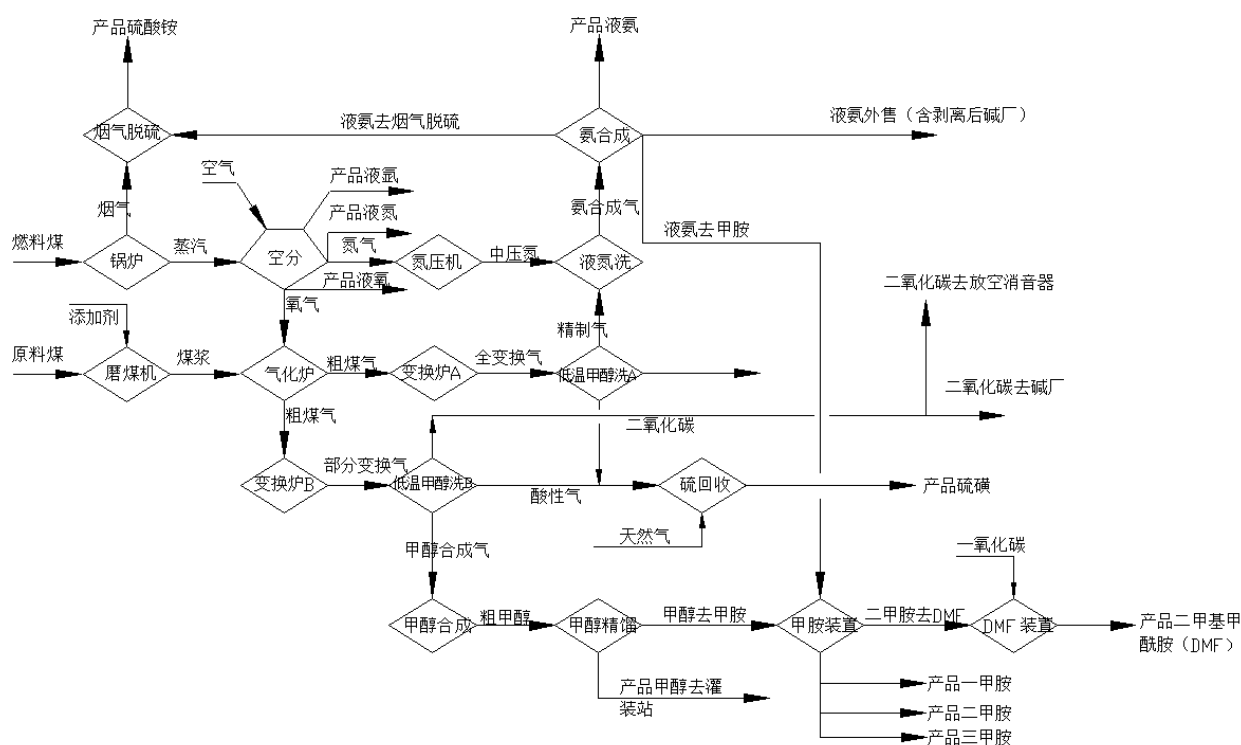 产品硫酸铵
产品液氨
烟气脱硫
液氨去烟气脱硫
氨合成
液氨外售（含剥离后碱厂）
空气
产品液氩
烟气
产品液氮
氨合成气
液氨去甲胺
燃料煤
锅炉
蒸汽
空分
氮气
氮压机
中压氮
液氮洗
产品液氧
二氧化碳去放空消音器
添加剂
氧气
精制气
原料煤
磨煤机
煤浆
气化炉
粗煤气
变换炉A
全变换气
低温甲醇洗A
二氧化碳去碱厂
粗煤气
二氧化碳
变换炉B
部分变换气
低温甲醇洗B
酸性气
硫回收
产品硫磺
天然气
甲醇合成气
一氧化碳
甲醇合成
粗甲醇
甲醇精馏
甲醇去甲胺
甲胺装置
二甲胺去DMF
DMF装置
产品二甲基甲
酰胺（DMF）
产品甲醇去灌
装站
产品一甲胺
产品二甲胺
产品三甲胺